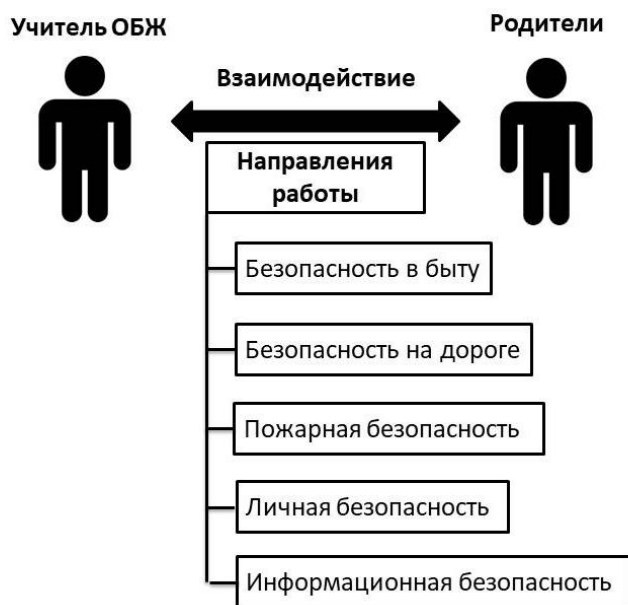 Учитель ОБЖ
Родители
Взаимодействие
Направления
работы
Безопасность в быту
Безопасность на дороге
Пожарная безопасность
Личная безопасность
Информационная безопасность